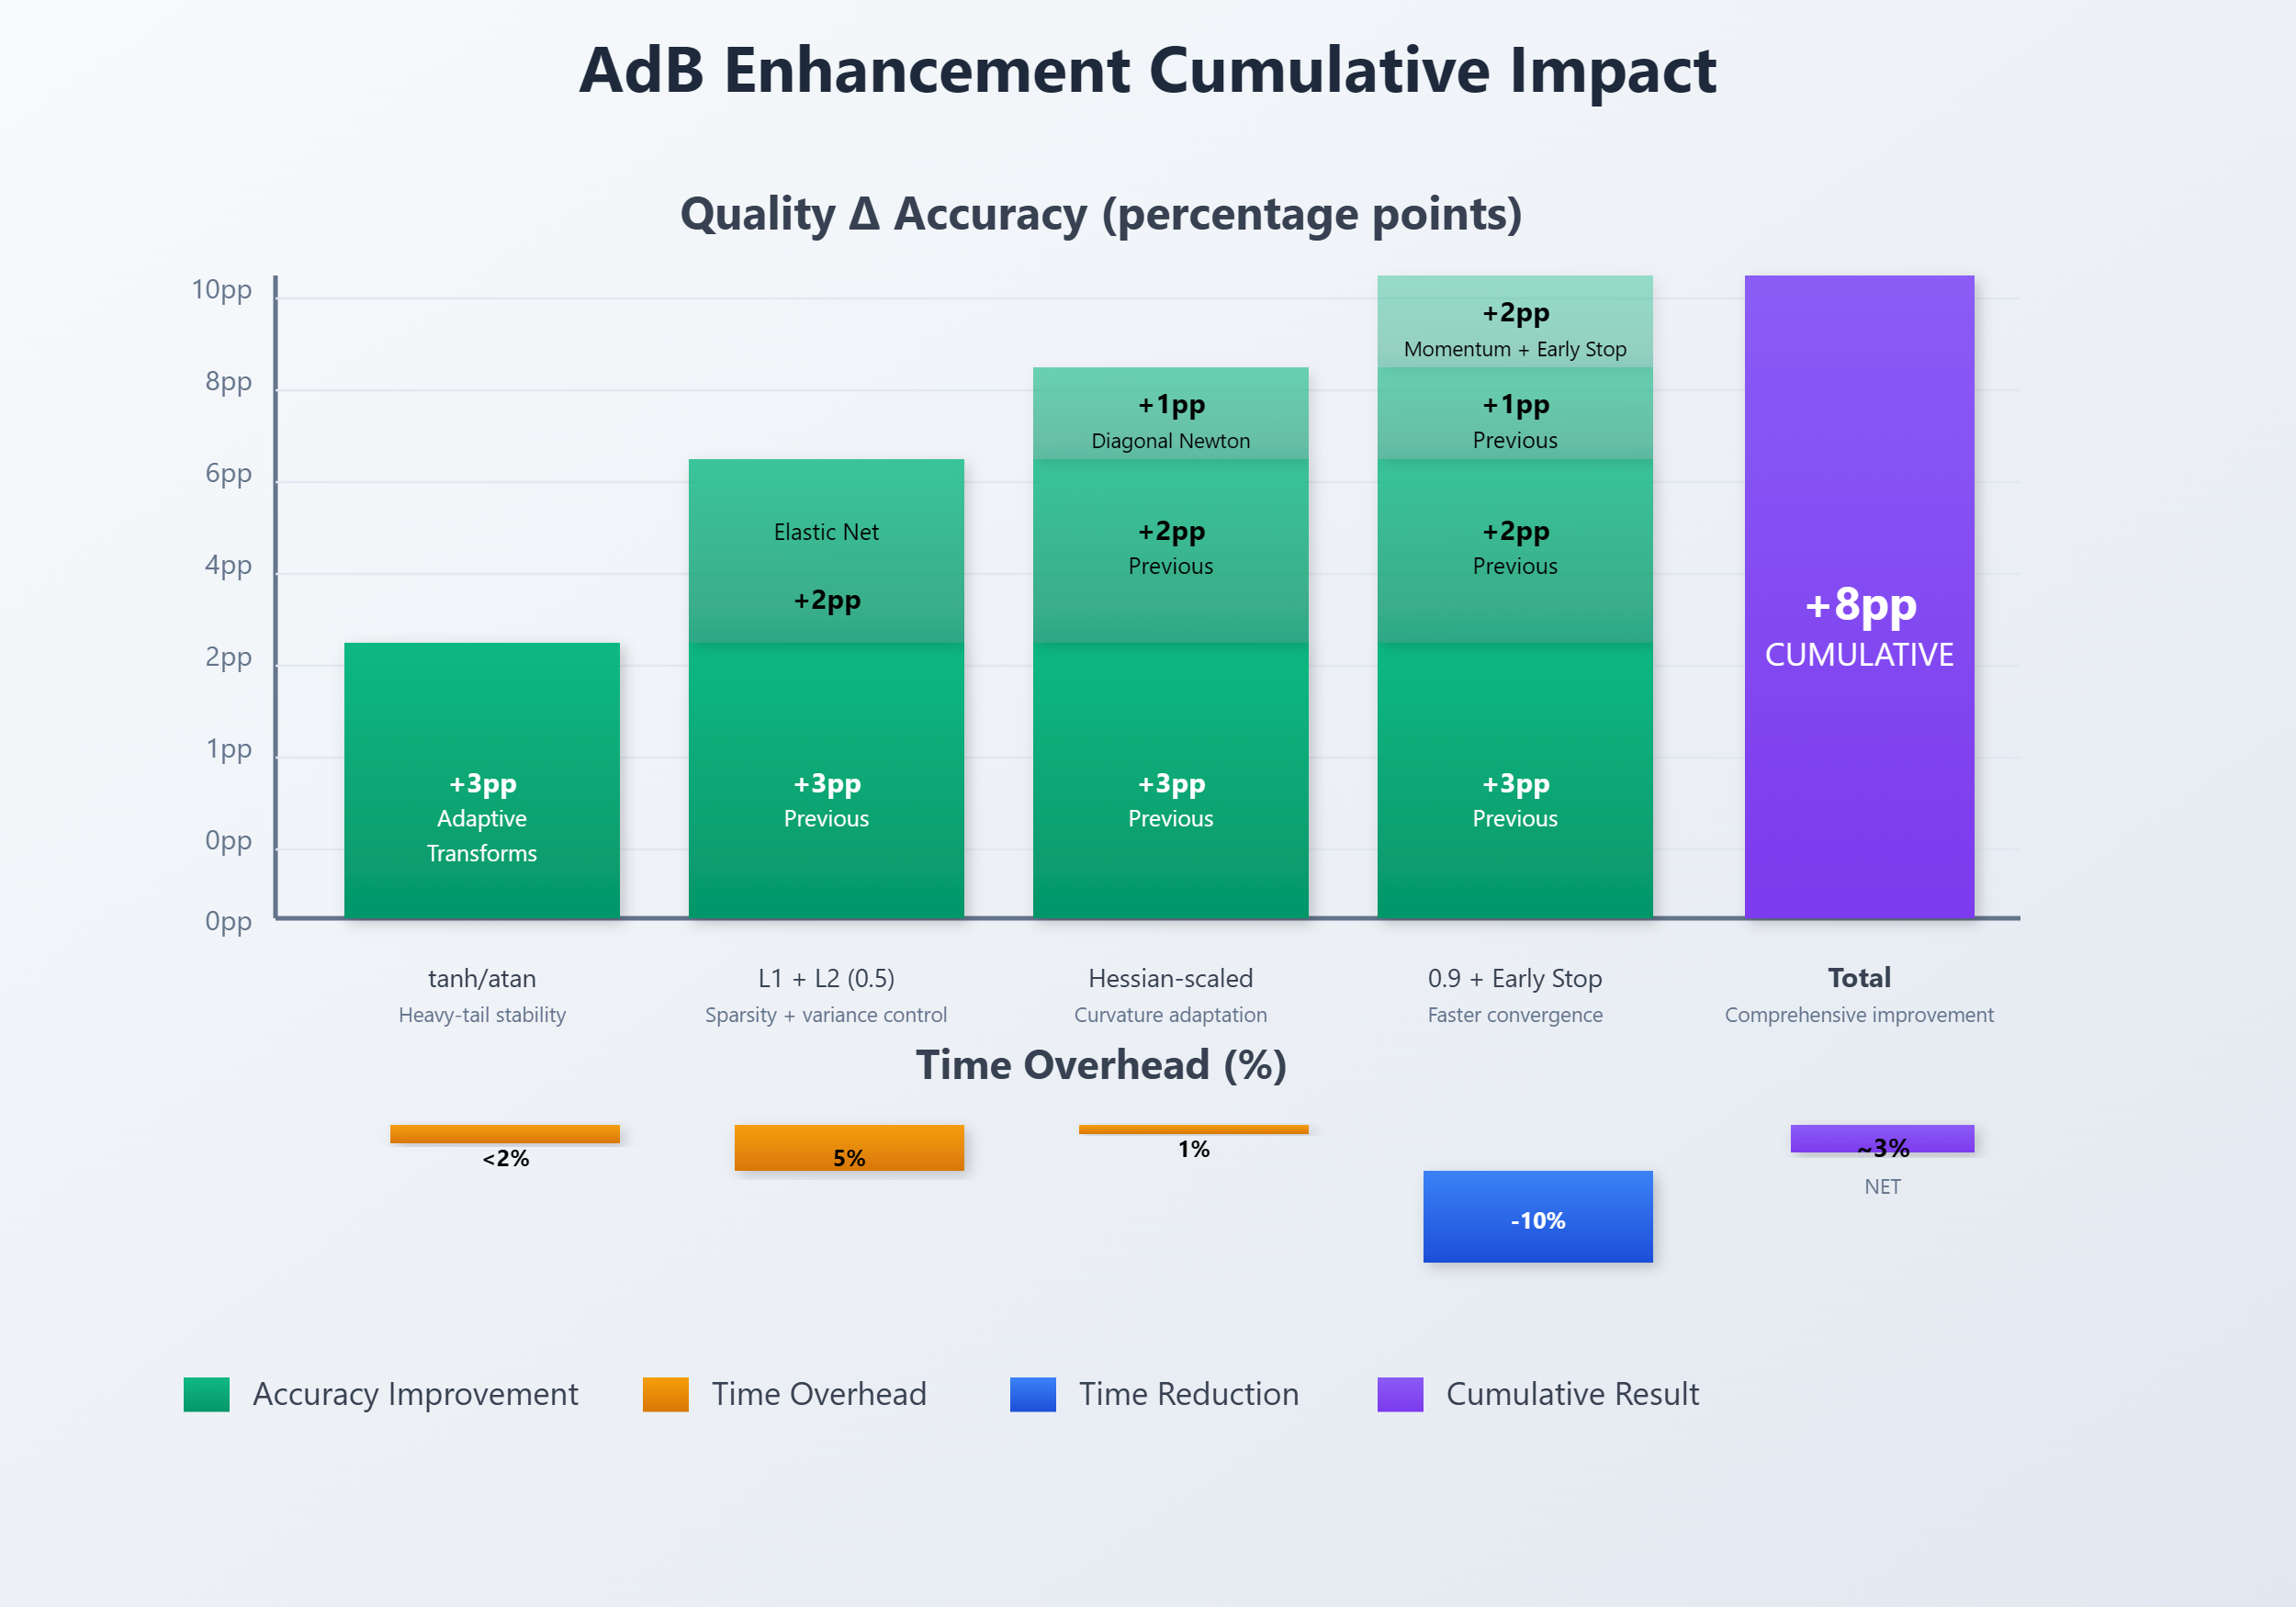 AdB Enhancement Cumulative Impact
Quality Δ Accuracy (percentage points)
10pp
8pp
6pp
4pp
2pp
1pp
0pp
0pp
+3pp
Adaptive
Transforms
Elastic Net
+2pp
+3pp
Previous
+1pp
Diagonal Newton
+2pp
Previous
+3pp
Previous
+2pp
Momentum + Early Stop
+1pp
Previous
+2pp
Previous
+3pp
Previous
+8pp
CUMULATIVE
tanh/atan
Heavy-tail stability
L1 + L2 (0.5)
Sparsity + variance control
Hessian-scaled
Curvature adaptation
0.9 + Early Stop
Faster convergence
Total
Comprehensive improvement
Time Overhead (%)
<2%
5%
1%
-10%
~3%
NET
Accuracy Improvement
Time Overhead
Time Reduction
Cumulative Result